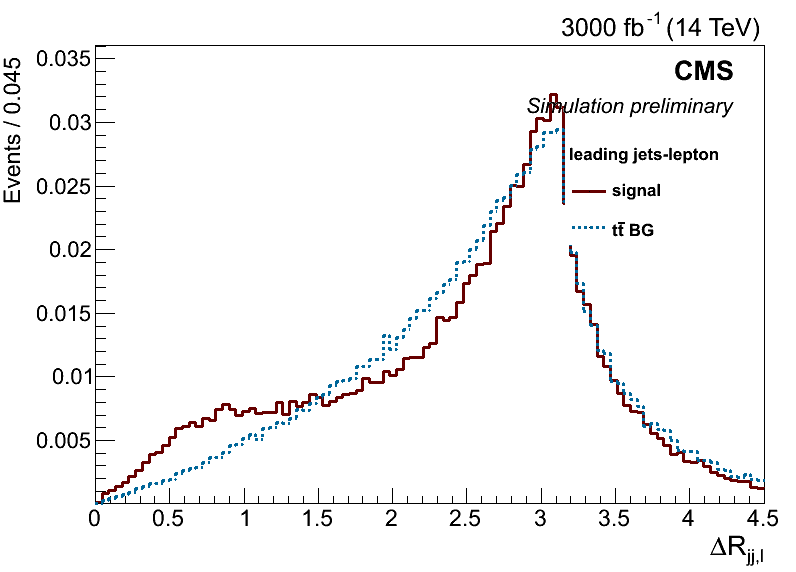 3000 fb⁻¹ (14 TeV)
CMS
Simulation preliminary
leading jets-lepton
signal
tt̄ BG
Events / 0.045
0.035
0.03
0.025
0.02
0.015
0.01
0.005
0 0.5 1 1.5 2 2.5 3 3.5 4 4.5
ΔR_jj,l